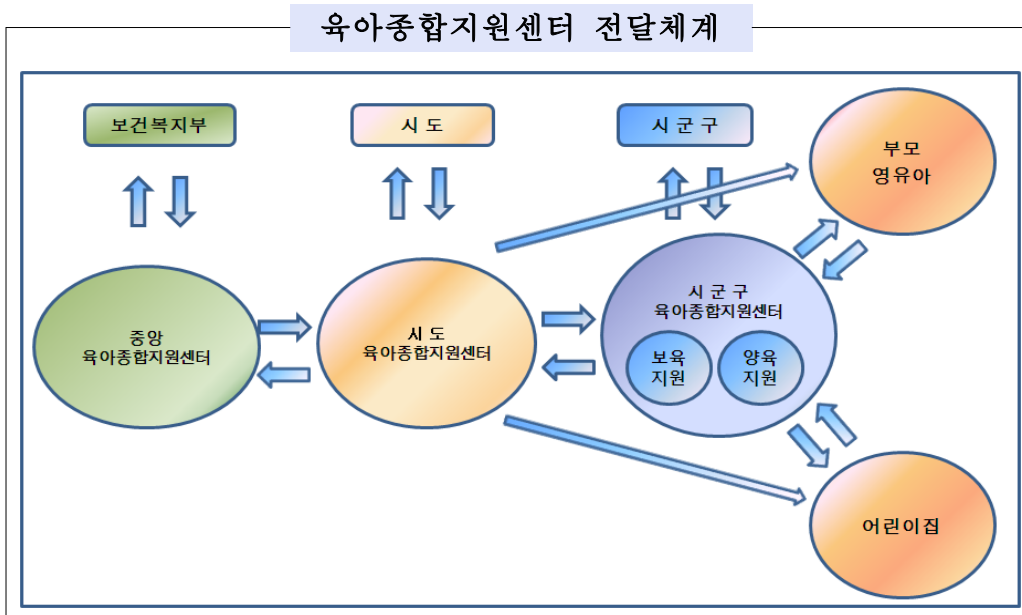 육아종합지원센터 전달체계
보건복지부
시 도
시 군 구
부모
영유아
중앙
육아종합지원센터
시 도
육아종합지원센터
시 군 구
육아종합지원센터
보육
지원
양육
지원
어린이집